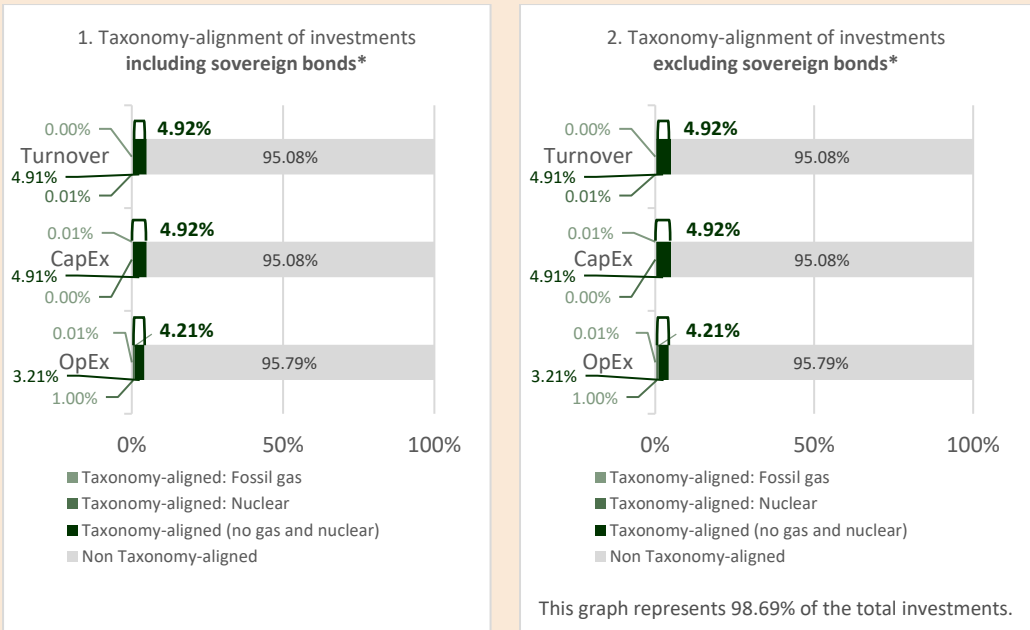 1. Taxonomy-alignment of investments
including sovereign bonds*
0.00%
4.92%
Turnover
95.08%
4.91%
0.01%
0.01%
4.92%
CapEx
95.08%
4.91%
0.00%
0.01%
4.21%
OpEx
95.79%
3.21%
1.00%
0%
50%
100%
Taxonomy-aligned: Fossil gas
Taxonomy-aligned: Nuclear
Taxonomy-aligned (no gas and nuclear)
Non Taxonomy-aligned
2. Taxonomy-alignment of investments
excluding sovereign bonds*
0.00%
4.92%
Turnover
95.08%
4.91%
0.01%
0.01%
4.92%
CapEx
95.08%
4.91%
0.00%
0.01%
4.21%
OpEx
95.79%
3.21%
1.00%
0%
50%
100%
Taxonomy-aligned: Fossil gas
Taxonomy-aligned: Nuclear
Taxonomy-aligned (no gas and nuclear)
Non Taxonomy-aligned
This graph represents 98.69% of the total investments.